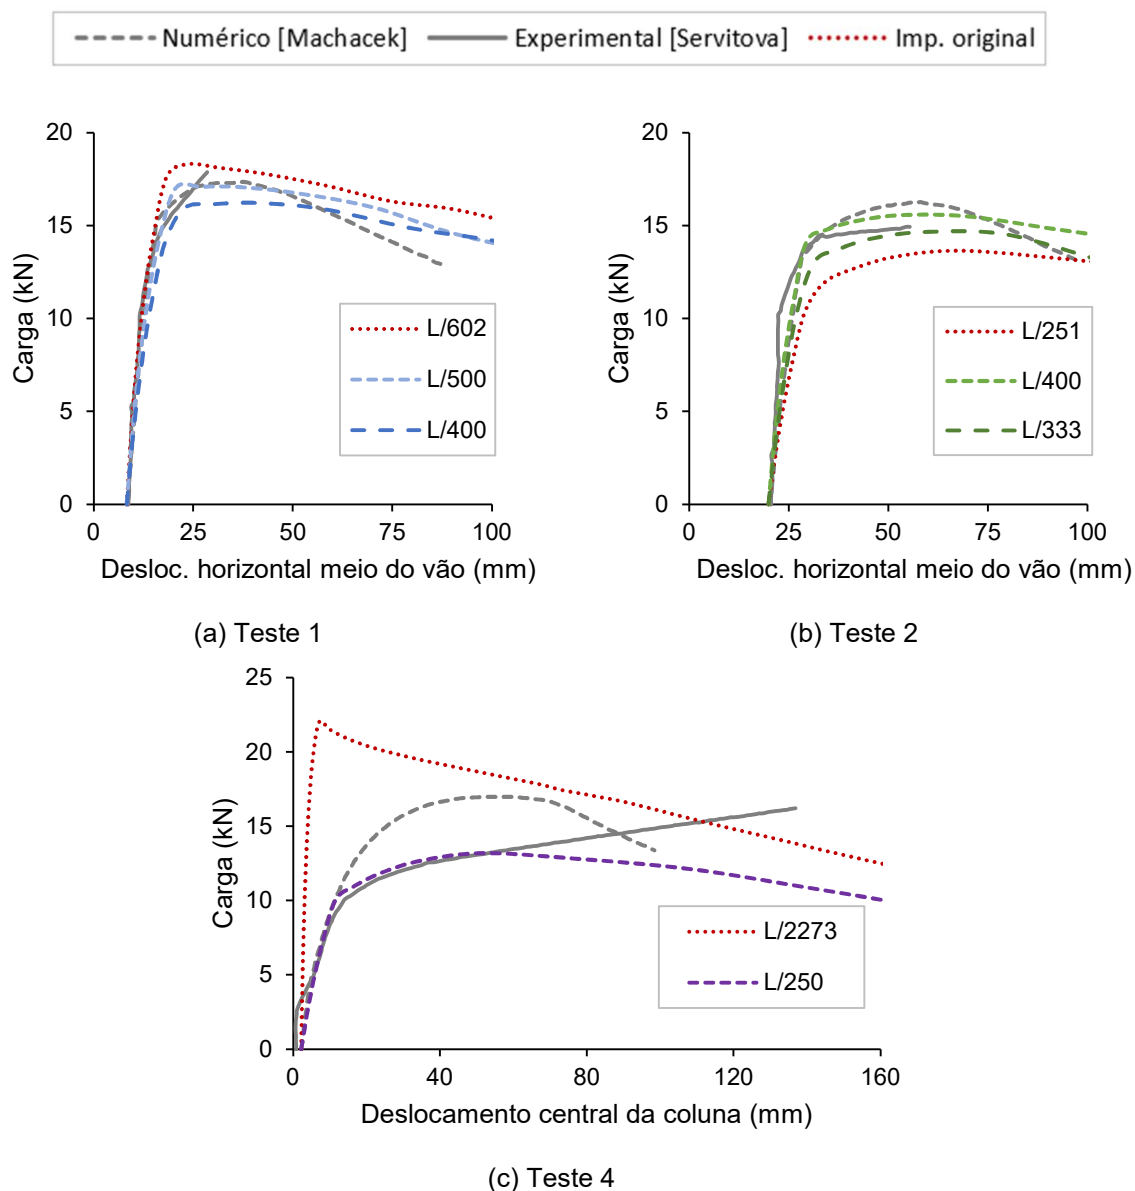 Numérico [Machacek] Experimental [Servitova] Imp. original
20
15
10
5
0
Carga (kN)
L/602
L/500
L/400
0 25 50 75 100
Desloc. horizontal meio do vão (mm)
(a) Teste 1
20
15
10
5
0
Carga (kN)
L/251
L/400
L/333
0 25 50 75 100
Desloc. horizontal meio do vão (mm)
(b) Teste 2
25
20
15
10
5
0
Carga (kN)
L/2273
L/250
0 40 80 120 160
Deslocamento central da coluna (mm)
(c) Teste 4